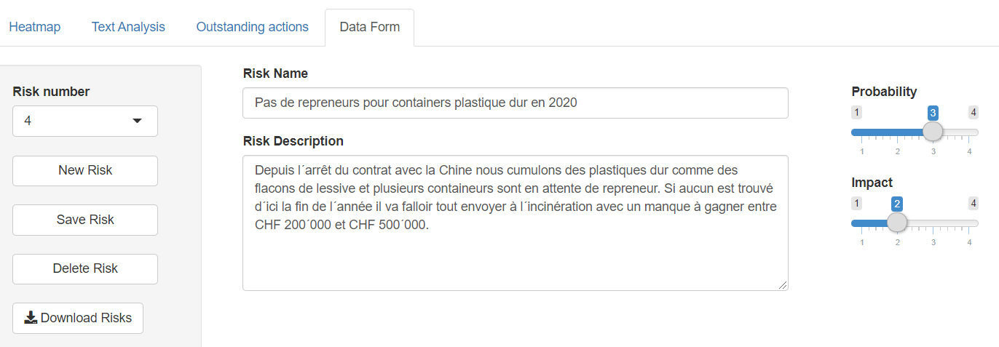 Heatmap Text Analysis Outstanding actions Data Form
Risk number
4
New Risk
Save Risk
Delete Risk
Download Risks
Risk Name
Pas de repreneurs pour containers plastique dur en 2020
Risk Description
Depuis l´arrêt du contrat avec la Chine nous cumulons des plastiques dur comme des
flacons de lessive et plusieurs containeurs sont en attente de repreneur. Si aucun est trouvé
d´ici la fin de l´année il va falloir tout envoyer à l´incinération avec un manque à gagner entre
CHF 200´000 et CHF 500´000.
Probability
1 3 4
1 2 3 4
Impact
1 2 4
1 2 3 4